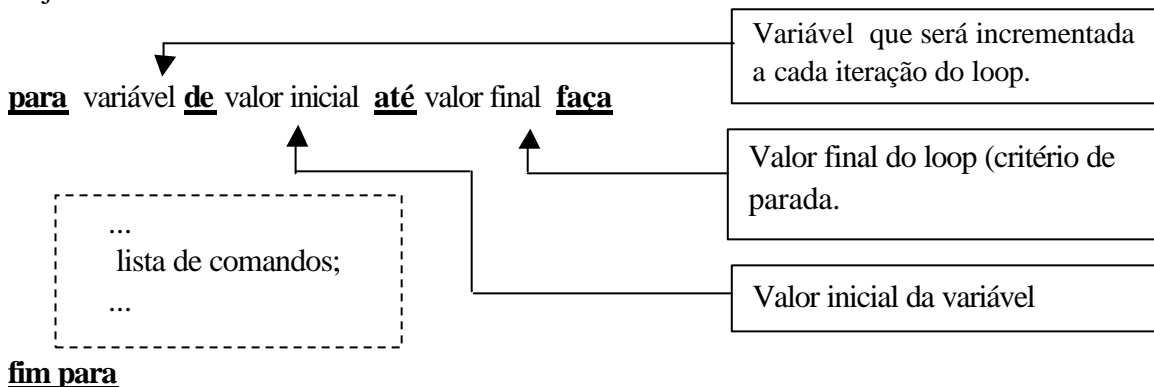 Variável que será incrementada
a cada iteração do loop.
para variável de valor inicial até valor final faça
Valor final do loop (critério de
parada.
...
lista de comandos;
...
Valor inicial da variável
fim para